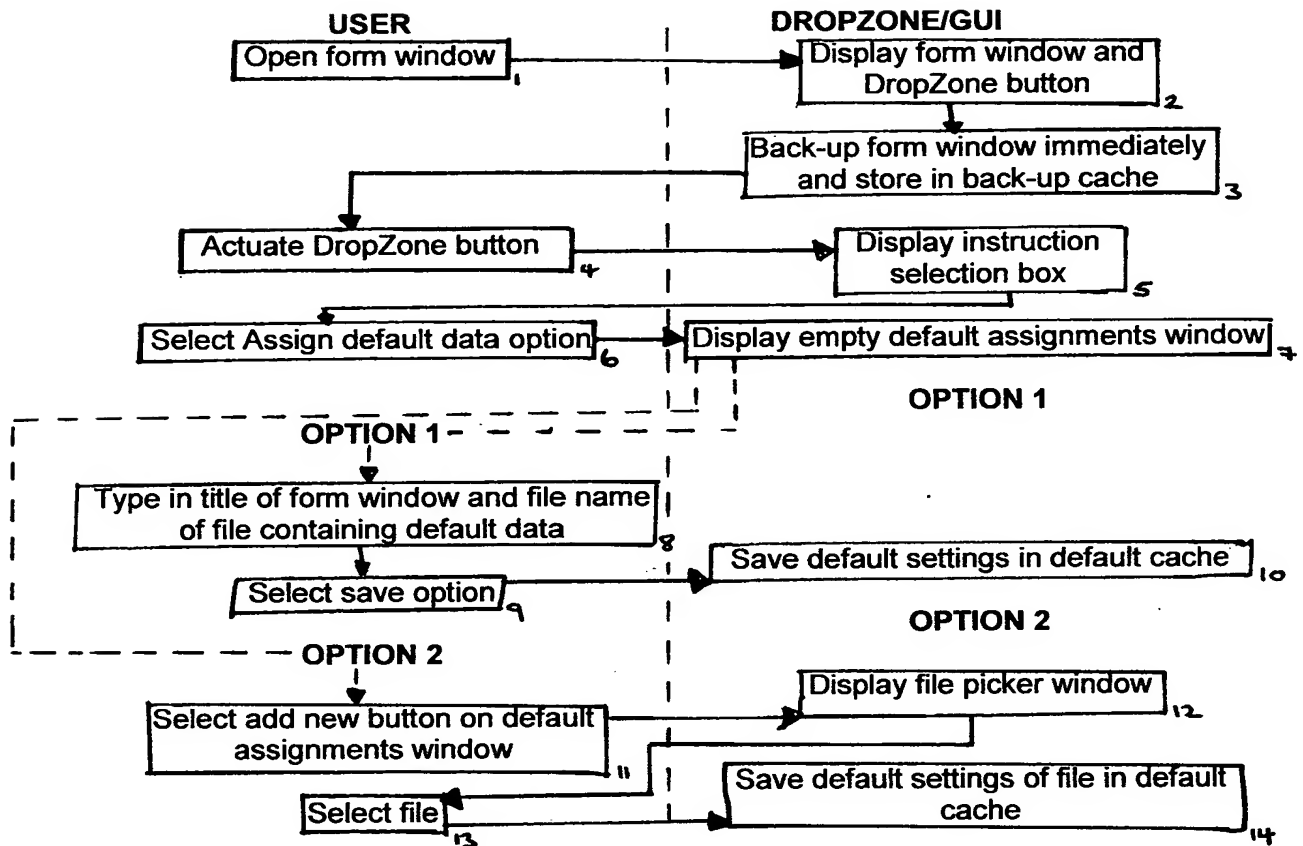 USER
DROPZONE/GUI
Open form window
1
Display form window and
DropZone button
2
Back-up form window immediately
and store in back-up cache
3
Actuate DropZone button
4
Display instruction
selection box
5
Select Assign default data option
6
Display empty default assignments window
7
OPTION 1
OPTION 1
Type in title of form window and file name
of file containing default data
8
Select save option
9
Save default settings in default cache
10
OPTION 2
OPTION 2
Select add new button on default
assignments window
11
Display file picker window
12
Select file
13
Save default settings of file in default
cache
14